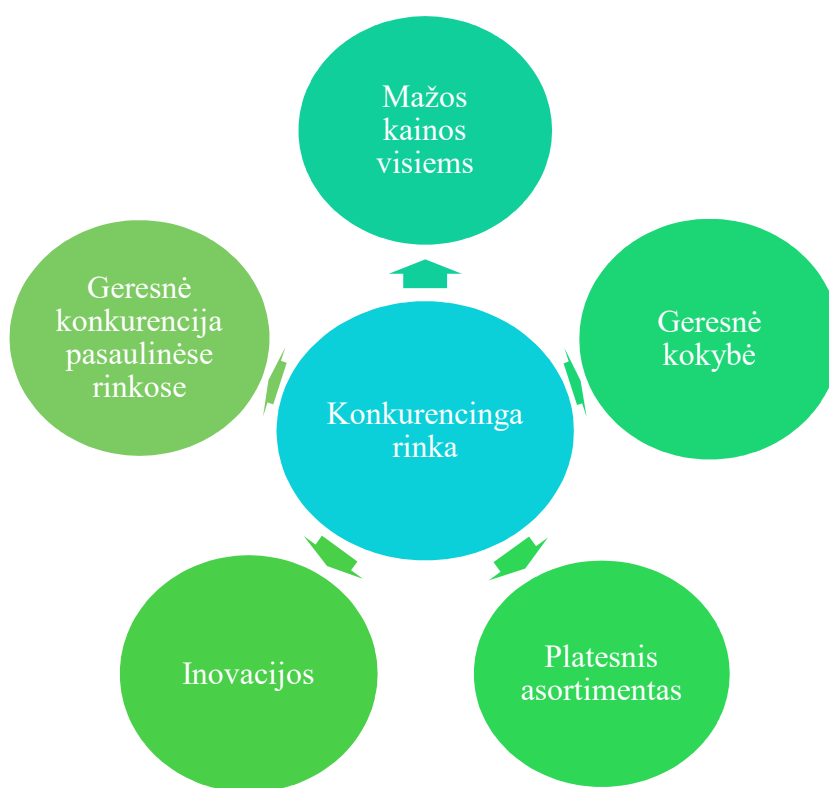 Mažos
kainos
visiems
Geresnė
konkurencija
pasaulinėse
rinkose
Geresnė
kokybė
Konkurencinga
rinka
Inovacijos
Platesnis
asortimentas